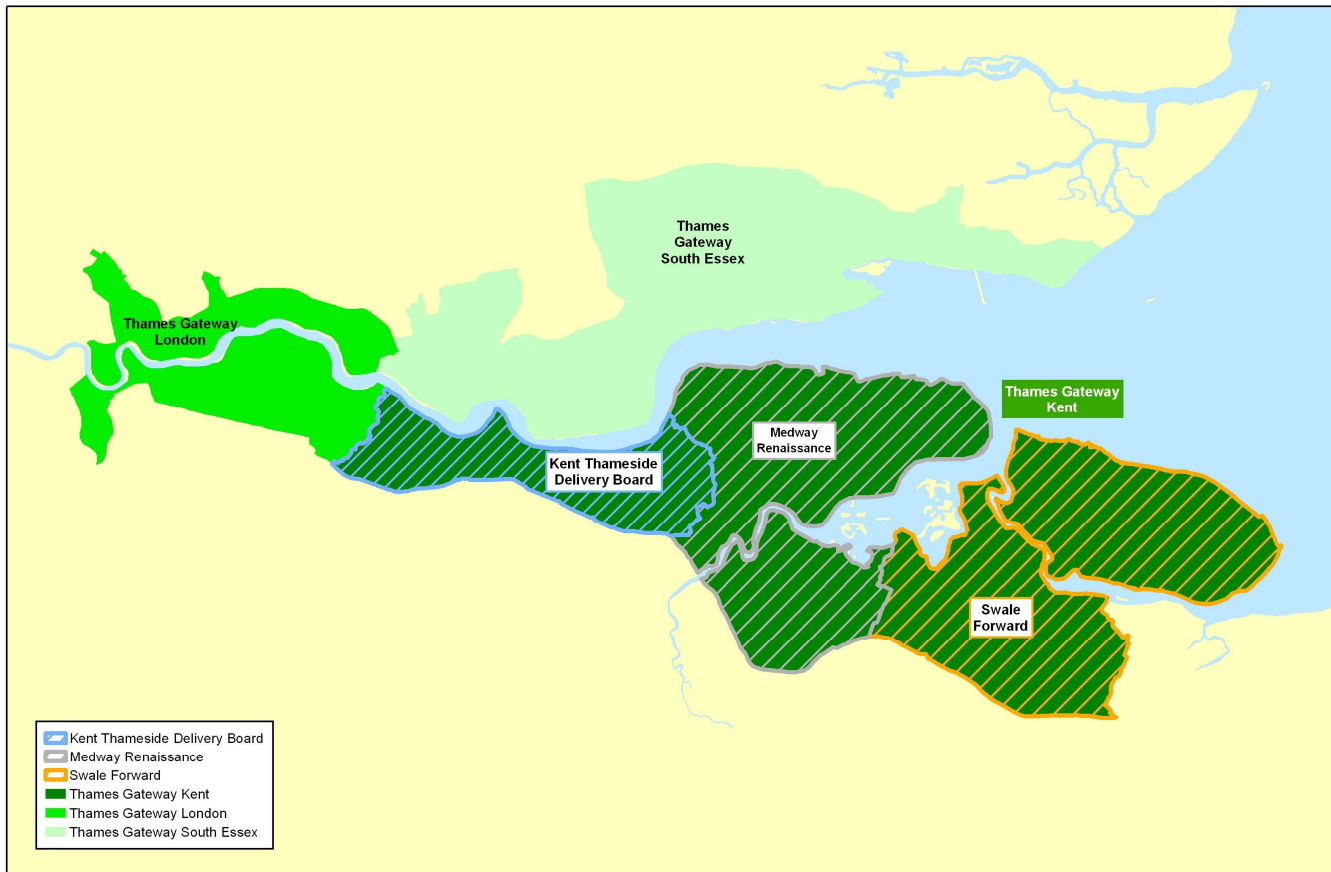 Thames
Gateway
South Essex
Thames Gateway
London
Thames Gateway
Kent
Medway
Renaissance
Kent Thameside
Delivery Board
Swale
Forward
Kent Thameside Delivery Board
Medway Renaissance
Swale Forward
Thames Gateway Kent
Thames Gateway London
Thames Gateway South Essex